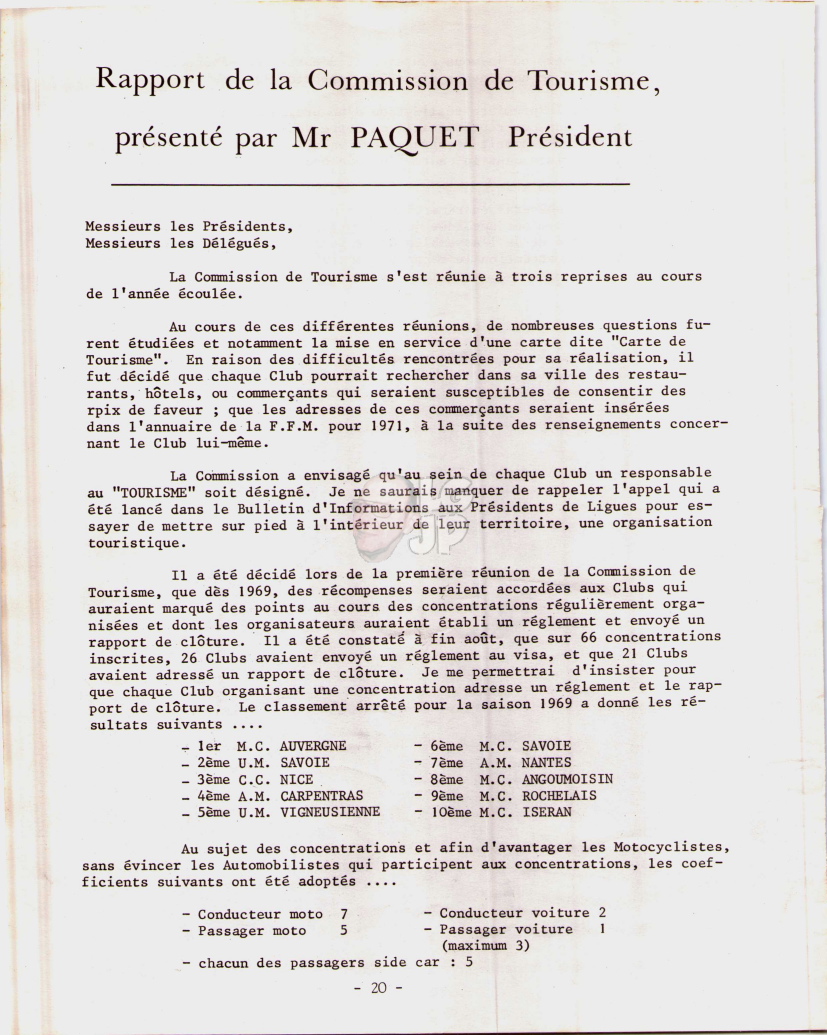 Rapport de la Commission de Tourisme,
présenté par Mr PAQUET Président
Messieurs les Présidents,
Messieurs les Délégués,
La Commission de Tourisme s'est réunie à trois reprises au cours
de l'année écoulée.
Au cours de ces différentes réunions, de nombreuses questions fu-
rent étudiées et notamment la mise en service d'une carte dite "Carte de
Tourisme". En raison des difficultés rencontrées pour sa réalisation, il
fut décidé que chaque Club pourrait rechercher dans sa ville des restau-
rants, hôtels, ou commerçants qui seraient susceptibles de consentir des
rpix de faveur ; que les adresses de ces commerçants seraient insérées
dans l'annuaire de la F.F.M. pour 1971, à la suite des renseignements concer-
nant le Club lui-même.
La Commission a envisagé qu'au sein de chaque Club un responsable
au "TOURISME" soit désigné. Je ne saurais manquer de rappeler l'appel qui a
été lancé dans le Bulletin d'Informations aux Présidents de Ligues pour es-
sayer de mettre sur pied à l'intérieur de leur territoire, une organisation
touristique.
Il a été décidé lors de la première réunion de la Commission de
Tourisme, que dès 1969, des récompenses seraient accordées aux Clubs qui
auraient marqué des points au cours des concentrations régulièrement orga-
nisées et dont les organisateurs auraient établi un réglement et envoyé un
rapport de clôture. Il a été constaté à fin août, que sur 66 concentrations
inscrites, 26 Clubs avaient envoyé un réglement au visa, et que 21 Clubs
avaient adressé un rapport de clôture. Je me permettrai d'insister pour
que chaque Club organisant une concentration adresse un réglement et le rap-
port de clôture. Le classement arrêté pour la saison 1969 a donné les ré-
sultats suivants ....
- 1er M.C. AUVERGNE - 6ème M.C. SAVOIE
- 2ème U.M. SAVOIE - 7ème A.M. NANTES
- 3ème C.C. NICE - 8ème M.C. ANGOUMOISIN
- 4ème A.M. CARPENTRAS - 9ème M.C. ROCHELAIS
- 5ème U.M. VIGNEUSIENNE - 10ème M.C. ISERAN
Au sujet des concentrations et afin d'avantager les Motocyclistes,
sans évincer les Automobilistes qui participent aux concentrations, les coef-
ficients suivants ont été adoptés ....
- Conducteur moto 7 - Conducteur voiture 2
- Passager moto 5 - Passager voiture 1
(maximum 3)
- chacun des passagers side car : 5
- 20 -
JP